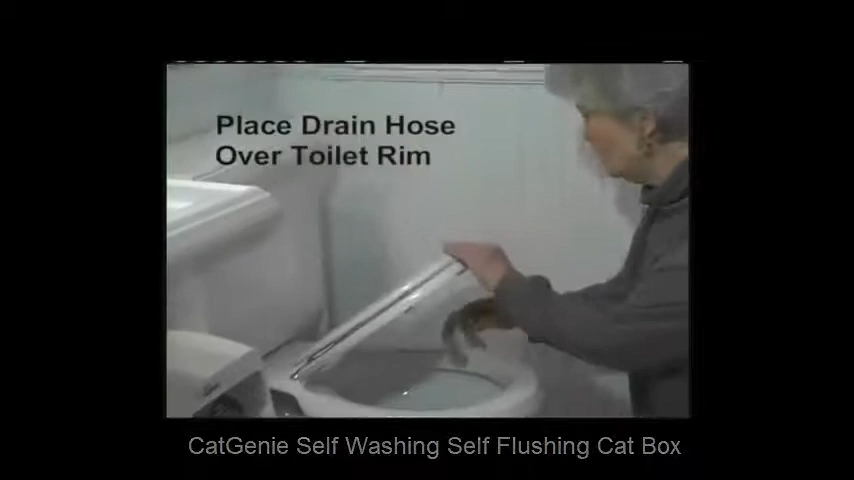 Place Drain Hose
Over Toilet Rim
CatGenie Self Washing Self Flushing Cat Box